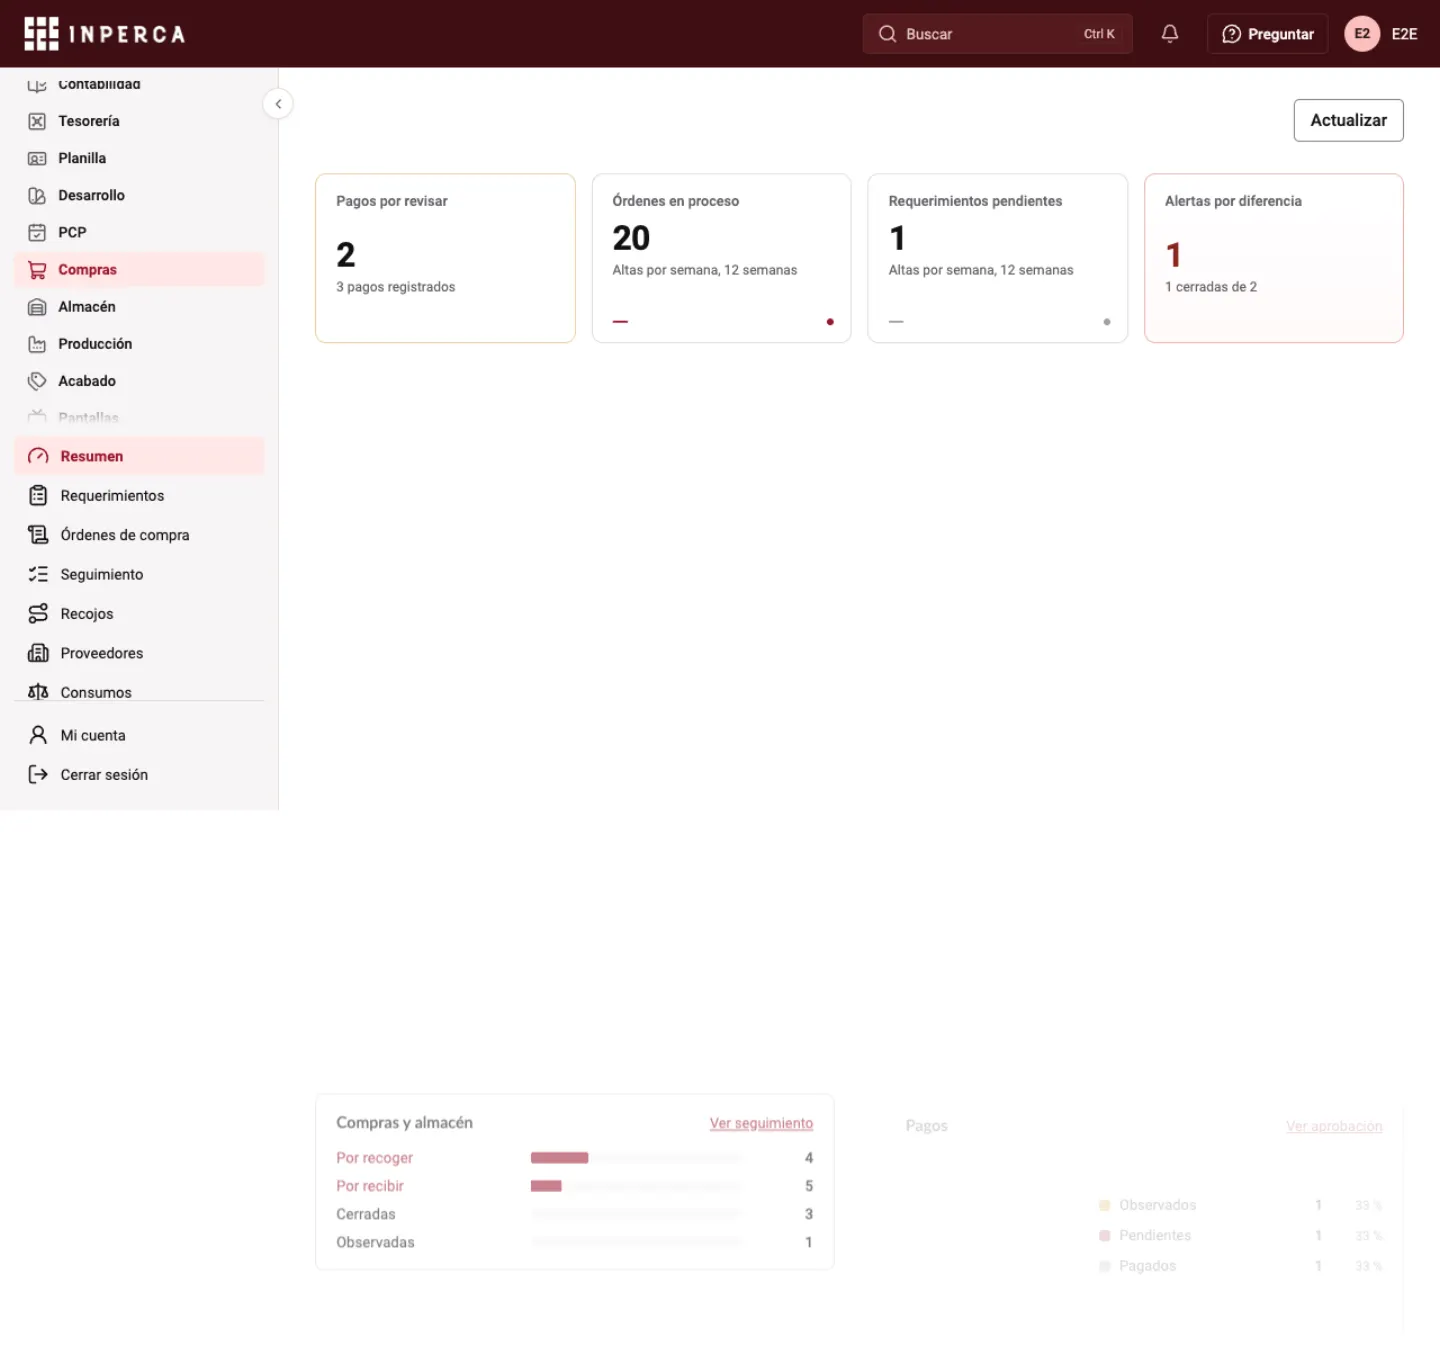 INPERCA
Buscar
Ctrl K
Preguntar
E2
E2E
Contabilidad
Tesorería
Planilla
Desarrollo
PCP
Compras
Almacén
Producción
Acabado
Pantallas
Resumen
Requerimientos
Órdenes de compra
Seguimiento
Recojos
Proveedores
Consumos
Mi cuenta
Cerrar sesión
Actualizar
Pagos por revisar
2
3 pagos registrados
Órdenes en proceso
20
Altas por semana, 12 semanas
Requerimientos pendientes
1
Altas por semana, 12 semanas
Alertas por diferencia
1
1 cerradas de 2
Compras y almacén
Ver seguimiento
Por recoger 4
Por recibir 5
Cerradas 3
Observadas 1
Pagos
Ver aprobación
Observados 1 33 %
Pendientes 1 33 %
Pagados 1 33 %